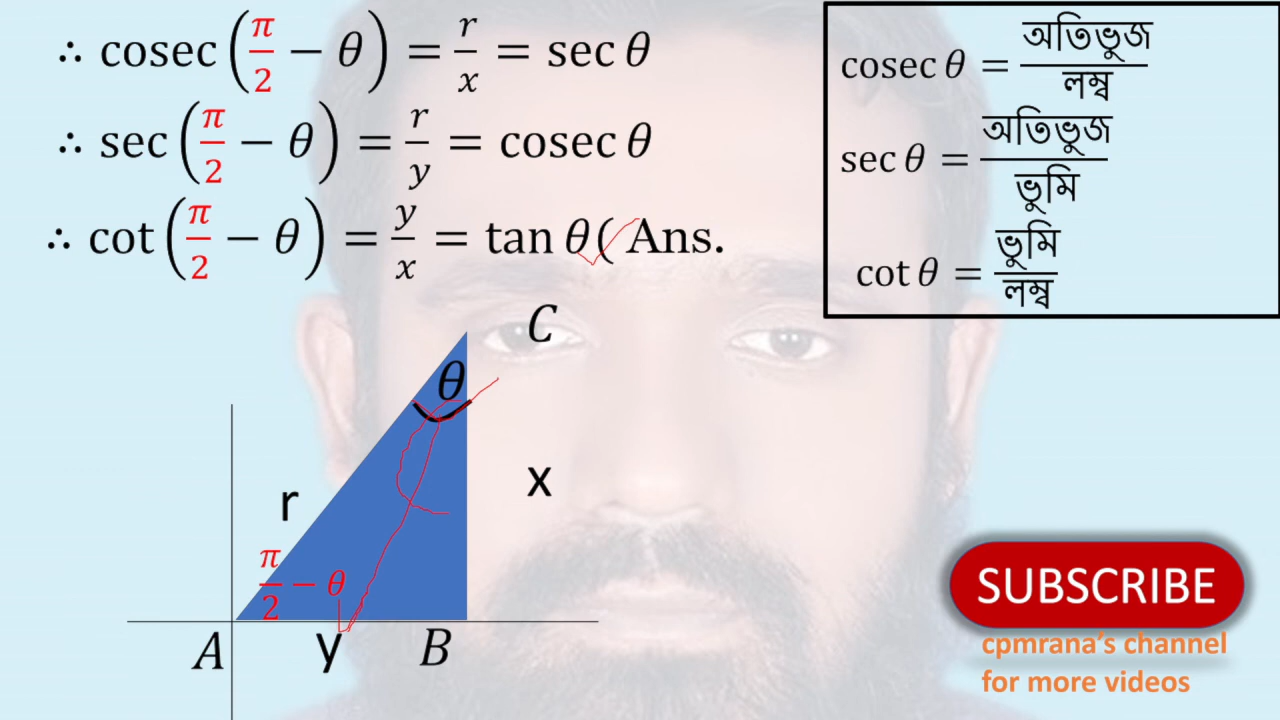 ∴ cosec(π/2 − θ) = r/x = sec θ
∴ sec(π/2 − θ) = r/y = cosec θ
∴ cot(π/2 − θ) = y/x = tan θ( Ans.
cosec θ = অতিভুজ/লম্ব
sec θ = অতিভুজ/ভুমি
cot θ = ভুমি/লম্ব
C
θ
r
x
π/2 − θ
A
y
B
SUBSCRIBE
cpmrana's channel
for more videos